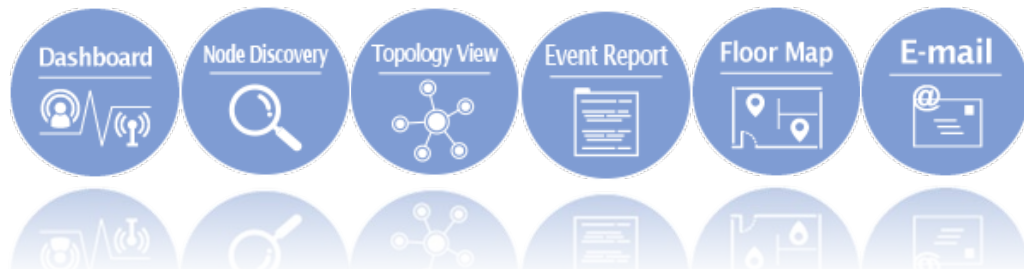 Dashboard
Node Discovery
Topology View
Event Report
Floor Map
E-mail
@